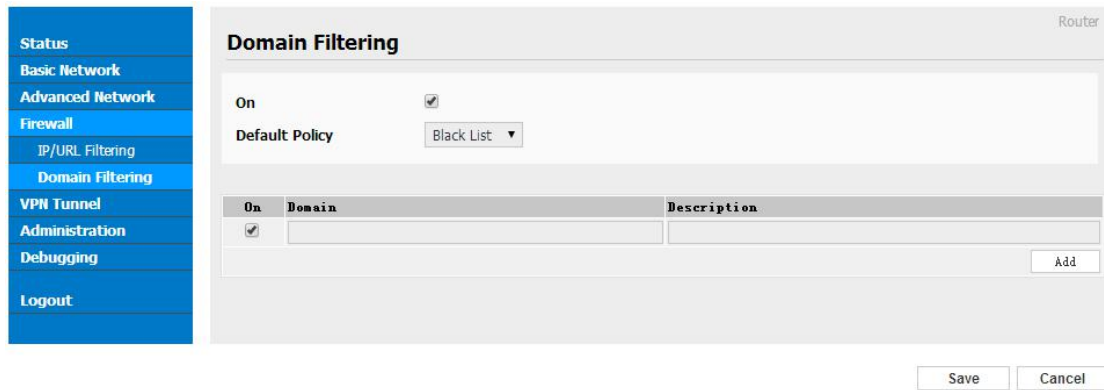 Router
Status
Basic Network
Advanced Network
Firewall
IP/URL Filtering
Domain Filtering
VPN Tunnel
Administration
Debugging
Logout
Domain Filtering
On
Default Policy Black List
On Domain Description
Add
Save Cancel